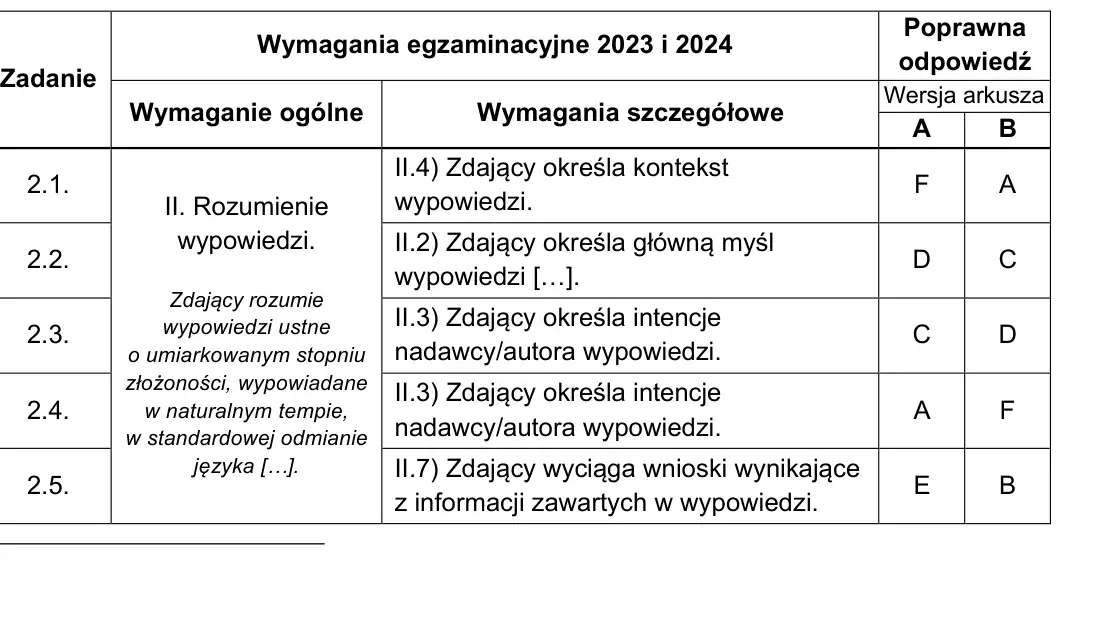 Zadanie
Wymagania egzaminacyjne 2023 i 2024
Poprawna
odpowiedź
Wymaganie ogólne
Wymagania szczegółowe
Wersja arkusza
A B
2.1.
II. Rozumienie
wypowiedzi.
Zdający rozumie
wypowiedzi ustne
o umiarkowanym stopniu
złożoności, wypowiadane
w naturalnym tempie,
w standardowej odmianie
języka […].
II.4) Zdający określa kontekst
wypowiedzi.
F A
2.2.
II.2) Zdający określa główną myśl
wypowiedzi […].
D C
2.3.
II.3) Zdający określa intencje
nadawcy/autora wypowiedzi.
C D
2.4.
II.3) Zdający określa intencje
nadawcy/autora wypowiedzi.
A F
2.5.
II.7) Zdający wyciąga wnioski wynikające
z informacji zawartych w wypowiedzi.
E B